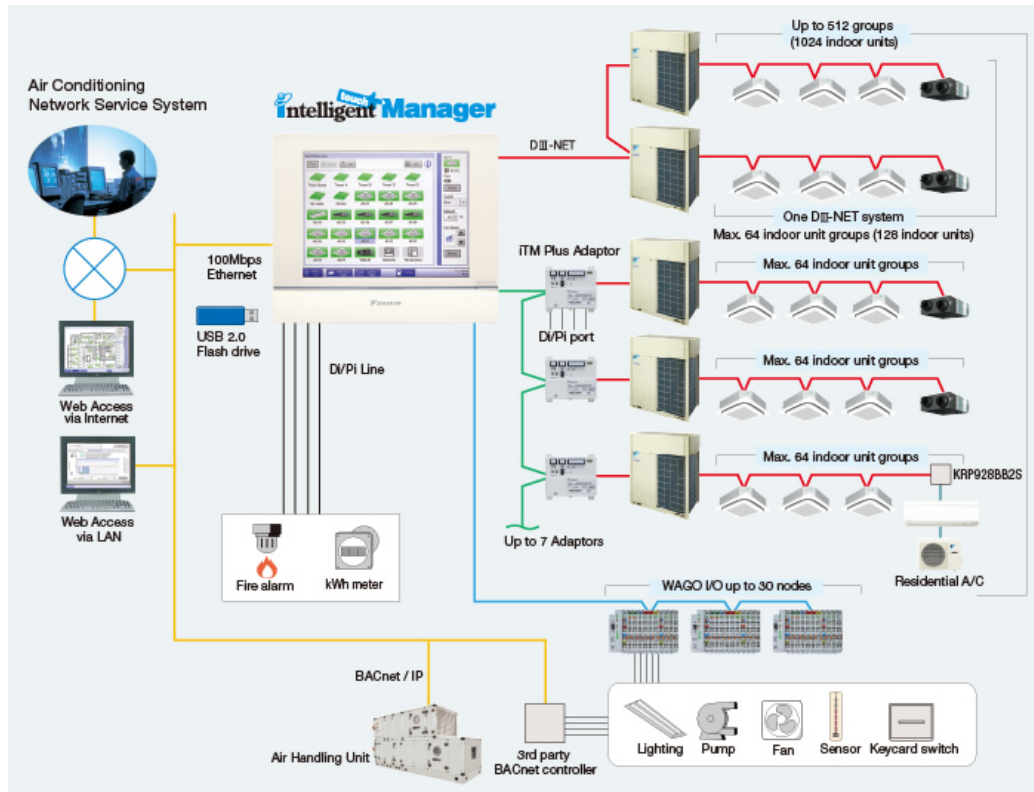 Up to 512 groups
(1024 indoor units)
Air Conditioning
Network Service System
touch
intelligent Manager
DIII-NET
One DIII-NET system
Max. 64 indoor unit groups (128 indoor units)
iTM Plus Adaptor
Max. 64 indoor unit groups
100Mbps
Ethernet
DAIKIN
USB 2.0
Flash drive
Di/Pi port
Di/Pi Line
Max. 64 indoor unit groups
Web Access
via Internet
Max. 64 indoor unit groups
KRP928BB2S
Web Access
via LAN
Up to 7 Adaptors
Residential A/C
Fire alarm
kWh meter
WAGO I/O up to 30 nodes
BACnet / IP
Air Handling Unit
3rd party
BACnet controller
Lighting
Pump
Fan
Sensor
Keycard switch